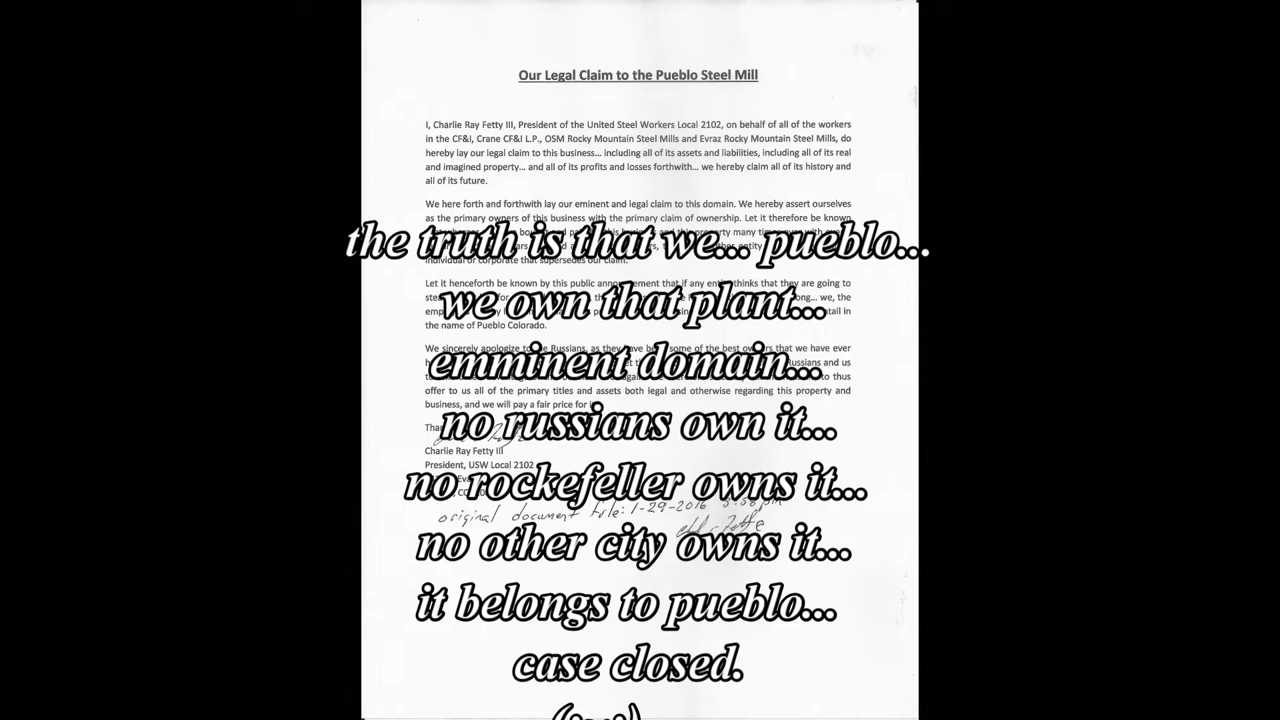 Our Legal Claim to the Pueblo Steel Mill
I, Charlie Ray Fetty III, President of the United Steel Workers Local 2102, on behalf of all of the workers
in the CF&I, Crane CF&I L.P., OSM Rocky Mountain Steel Mills and Evraz Rocky Mountain Steel Mills, do
hereby lay our legal claim to this business... including all of its assets and liabilities, including all of its real
and imagined property... and all of its profits and losses forthwith... we hereby claim all of its history and
all of its future.
We here forth and forthwith lay our eminent and legal claim to this domain. We hereby assert ourselves
as the primary owners of this business with the primary claim of ownership. Let it therefore be known
the truth is that we... pueblo...
individual or corporate that supersedes our claim.
Let it henceforth be known by this public announcement that if any thinks that they are going to
we own that plant...
the name of Pueblo Colorado.
We sincerely apologize to Russians, as they have some of the best that we have ever
emminent domain...
Russians and us
to thus
offer to us all of the primary titles and assets both legal and otherwise regarding this property and
business, and we will pay a fair price for
no russians own it...
Charlie Ray Fetty III
President, USW Local 2102
no rockefeller owns it...
original document file: 1-29-2016 3:58 pm
no other city owns it...
it belongs to pueblo...
case closed.